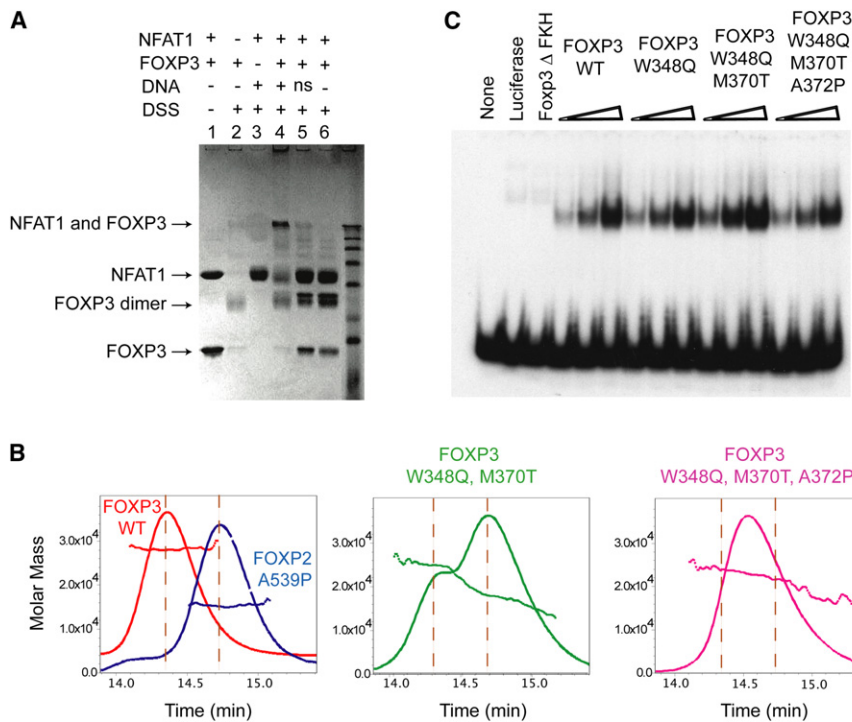 A
NFAT1 + - + + + +
FOXP3 + + - + + +
DNA - - + + ns -
DSS - + + + + +
1 2 3 4 5 6
NFAT1 and FOXP3 →
NFAT1 →
FOXP3 dimer →
FOXP3 →
C
None
Luciferase
Foxp3 Δ FKH
FOXP3
WT
FOXP3
W348Q
FOXP3
W348Q
M370T
FOXP3
W348Q
M370T
A372P
B
FOXP3
WT
FOXP2
A539P
Molar Mass
3.0x10⁴
2.0x10⁴
1.0x10⁴
0.0
14.0 14.5 15.0
Time (min)
FOXP3
W348Q, M370T
3.0x10⁴
2.0x10⁴
1.0x10⁴
0.0
14.0 14.5 15.0
Time (min)
FOXP3
W348Q, M370T, A372P
3.0x10⁴
2.0x10⁴
1.0x10⁴
0.0
14.0 14.5 15.0
Time (min)